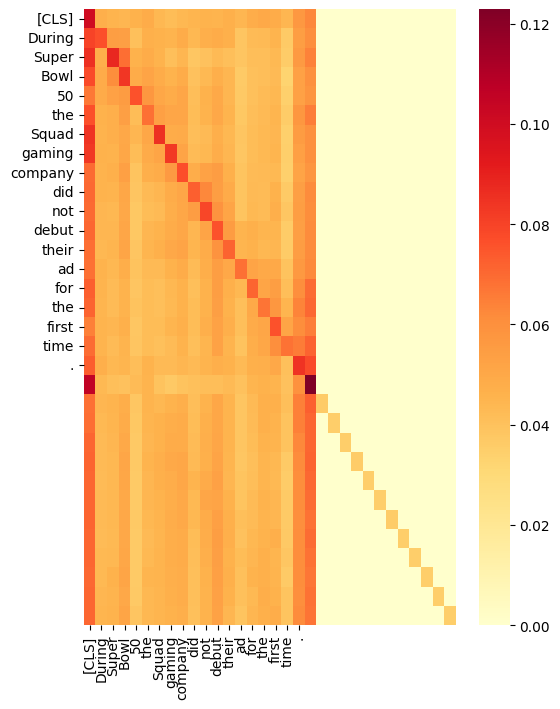 [CLS]
During
Super
Bowl
50
the
Squad
gaming
company
did
not
debut
their
ad
for
the
first
time
.
[CLS]
During
Super
Bowl
50
the
Squad
gaming
company
did
not
debut
their
ad
for
the
first
time
.
0.12
0.10
0.08
0.06
0.04
0.02
0.00